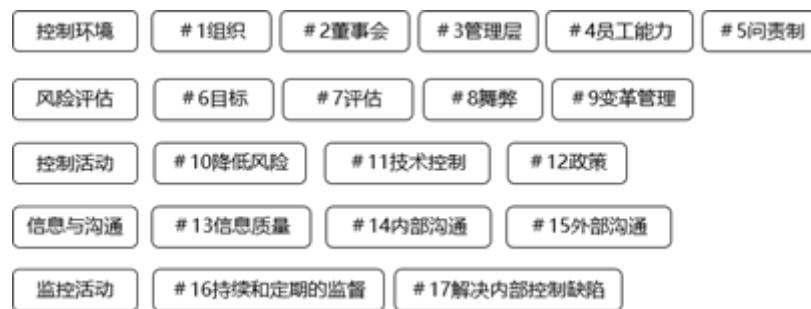 控制环境 #1组织 #2董事会 #3管理层 #4员工能力 #5问责制
风险评估 #6目标 #7评估 #8舞弊 #9变革管理
控制活动 #10降低风险 #11技术控制 #12政策
信息与沟通 #13信息质量 #14内部沟通 #15外部沟通
监控活动 #16持续和定期的监督 #17解决内部控制缺陷